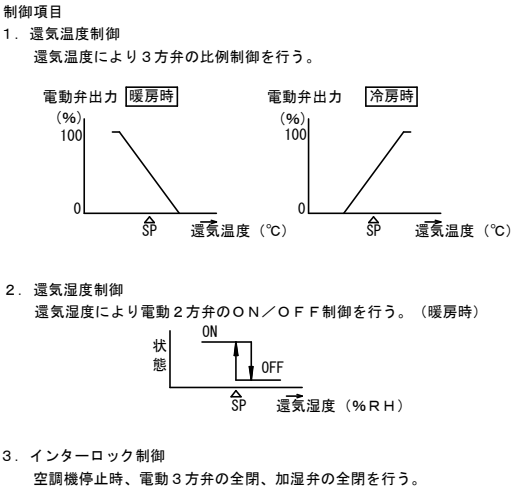 制御項目
１．還気温度制御
還気温度により３方弁の比例制御を行う。
電動弁出力 暖房時 電動弁出力 冷房時
(%) (%)
100 100
0 0
SP 還気温度（℃） SP 還気温度（℃）
２．還気湿度制御
還気湿度により電動２方弁のＯＮ／ＯＦＦ制御を行う。（暖房時）
ON
状態
OFF
SP 還気湿度（％ＲＨ）
３．インターロック制御
空調機停止時、電動３方弁の全閉、加湿弁の全閉を行う。